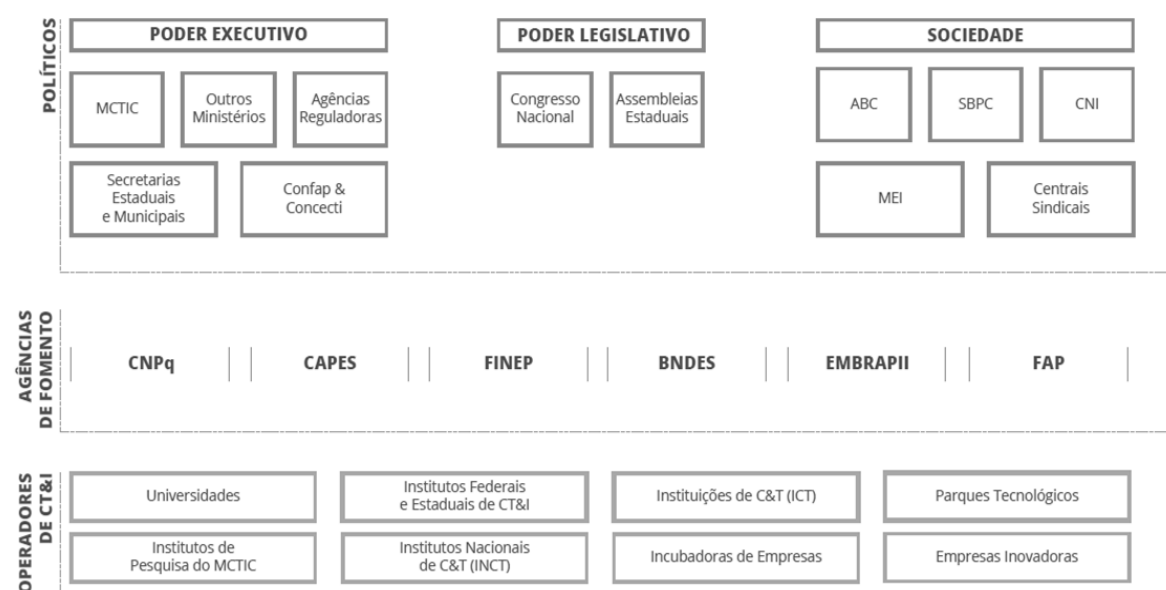 POLÍTICOS
PODER EXECUTIVO
PODER LEGISLATIVO
SOCIEDADE
MCTIC
Outros
Ministérios
Agências
Reguladoras
Congresso
Nacional
Assembleias
Estaduais
ABC
SBPC
CNI
Secretarias
Estaduais
e Municipais
Confap &
Concecti
MEI
Centrais
Sindicais
AGÊNCIAS
DE FOMENTO
CNPq
CAPES
FINEP
BNDES
EMBRAPII
FAP
OPERADORES
DE CT&I
Universidades
Institutos Federais
e Estaduais de CT&I
Instituições de C&T (ICT)
Parques Tecnológicos
Institutos de
Pesquisa do MCTIC
Institutos Nacionais
de C&T (INCT)
Incubadoras de Empresas
Empresas Inovadoras